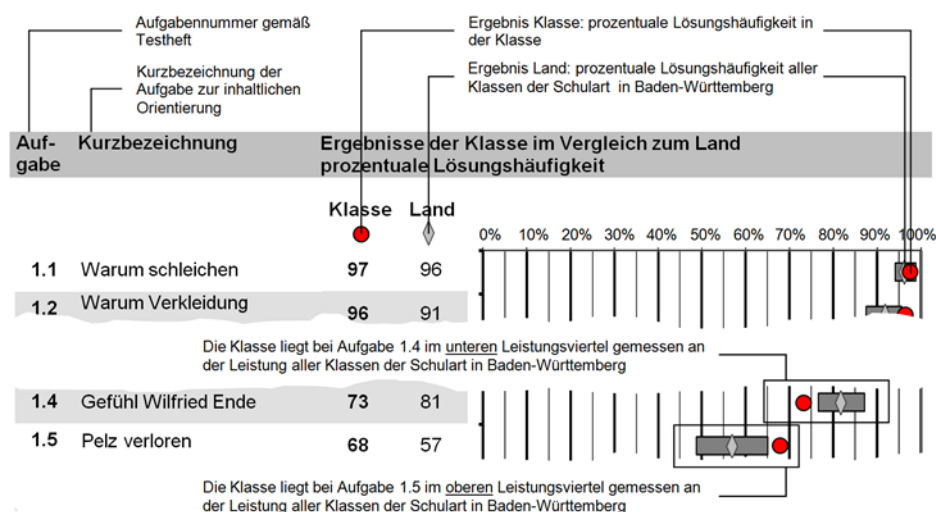 Aufgabennummer gemäß
Testheft
Ergebnis Klasse: prozentuale Lösungshäufigkeit in
der Klasse
Kurzbezeichnung der
Aufgabe zur inhaltlichen
Orientierung
Ergebnis Land: prozentuale Lösungshäufigkeit aller
Klassen der Schulart in Baden-Württemberg
Auf-
gabe
Kurzbezeichnung
Ergebnisse der Klasse im Vergleich zum Land
prozentuale Lösungshäufigkeit
Klasse Land
0% 10% 20% 30% 40% 50% 60% 70% 80% 90% 100%
1.1 Warum schleichen 97 96
1.2 Warum Verkleidung 96 91
Die Klasse liegt bei Aufgabe 1.4 im unteren Leistungsviertel gemessen an
der Leistung aller Klassen der Schulart in Baden-Württemberg
1.4 Gefühl Wilfried Ende 73 81
1.5 Pelz verloren 68 57
Die Klasse liegt bei Aufgabe 1.5 im oberen Leistungsviertel gemessen an
der Leistung aller Klassen der Schulart in Baden-Württemberg